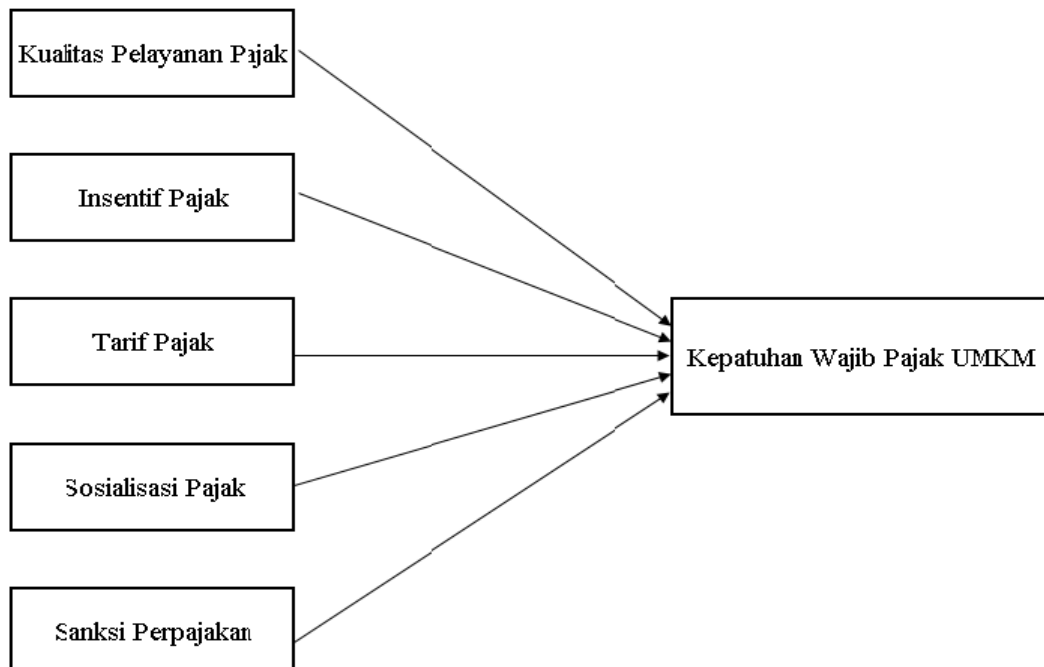 Kualitas Pelayanan Pajak
Insentif Pajak
Tarif Pajak
Kepatuhan Wajib Pajak UMKM
Sosialisasi Pajak
Sanksi Perpajakan